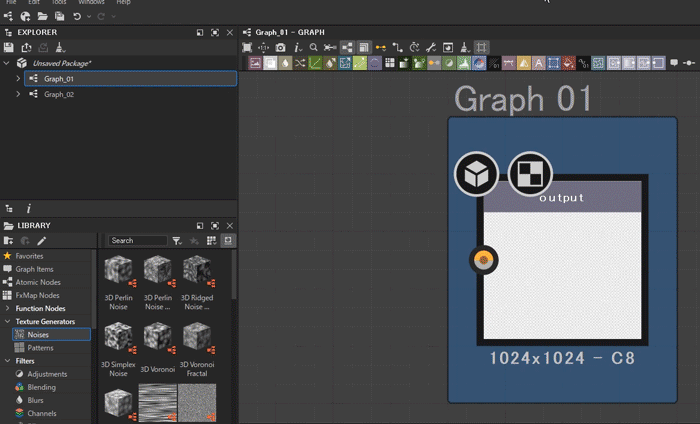 File Edit Tools Windows Help
EXPLORER
Unsaved Package*
Graph_01
Graph_02
LIBRARY
Search
Favorites
Graph Items
Atomic Nodes
FxMap Nodes
Function Nodes
Texture Generators
Noises
Patterns
Filters
Adjustments
Blending
Blurs
Channels
3D Perlin Noise
3D Perlin Noise ...
3D Ridged Noise ...
3D Simplex Noise
3D Voronoi
3D Voronoi Fractal
Graph_01 - GRAPH
Graph 01
output
1024x1024 - C8